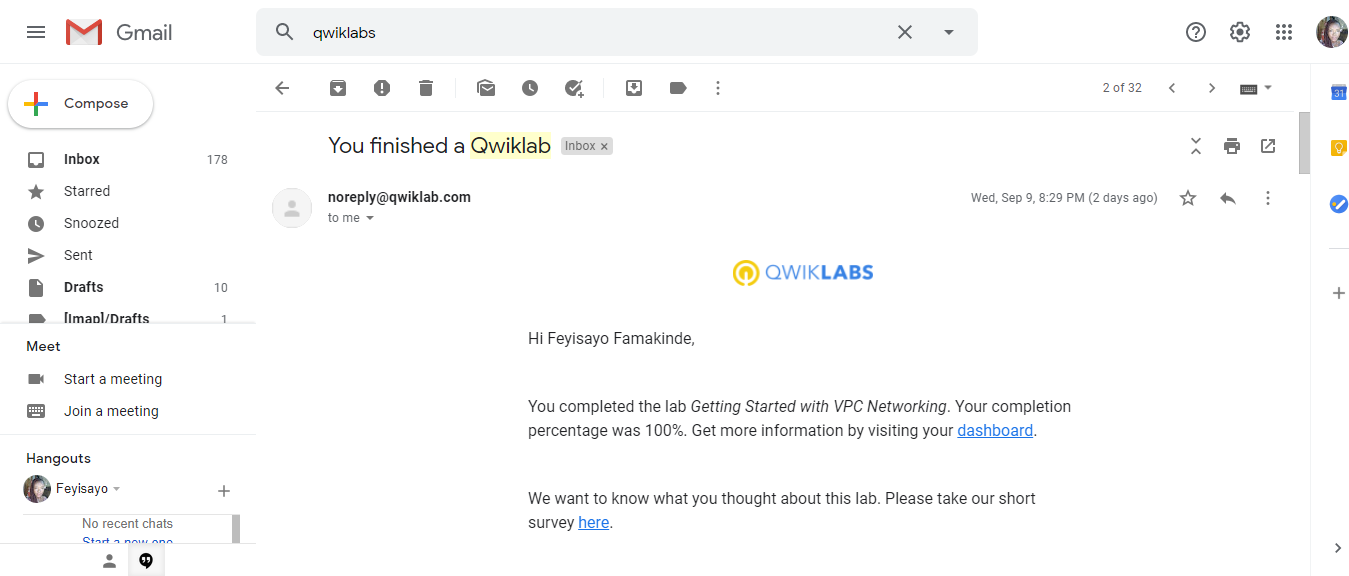 Gmail
qwiklabs
Compose
2 of 32
31
You finished a Qwiklab Inbox x
Inbox 178
Starred
Snoozed
Sent
Drafts 10
[Imap]/Drafts 1
noreply@qwiklab.com
Wed, Sep 9, 8:29 PM (2 days ago)
to me
QWIKLABS
Hi Feyisayo Famakinde,
You completed the lab Getting Started with VPC Networking. Your completion
percentage was 100%. Get more information by visiting your dashboard.
We want to know what you thought about this lab. Please take our short
survey here.
Meet
Start a meeting
Join a meeting
Hangouts
Feyisayo
No recent chats
Start a new one